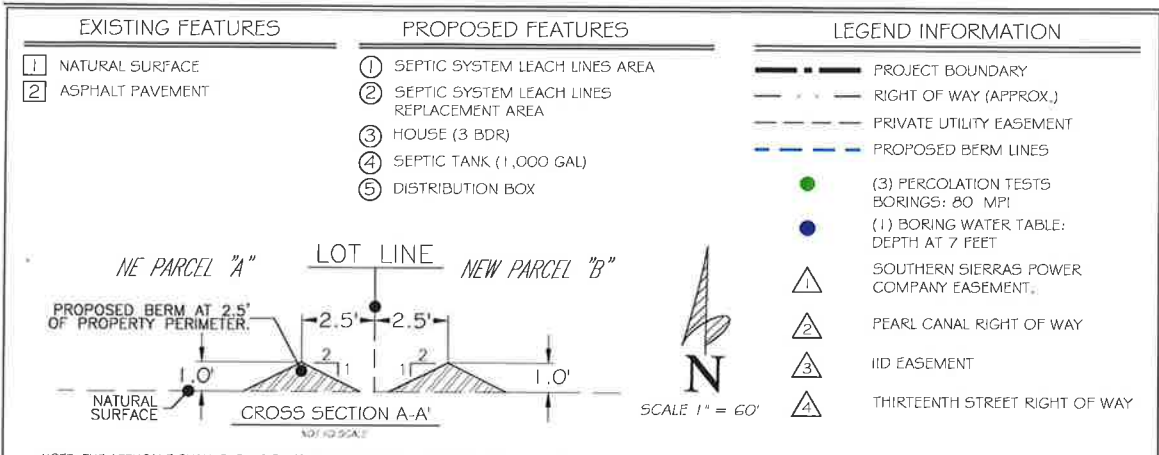 EXISTING FEATURES
1 NATURAL SURFACE
2 ASPHALT PAVEMENT
PROPOSED FEATURES
1 SEPTIC SYSTEM LEACH LINES AREA
2 SEPTIC SYSTEM LEACH LINES
REPLACEMENT AREA
3 HOUSE (3 BDR)
4 SEPTIC TANK (1,000 GAL)
5 DISTRIBUTION BOX
LEGEND INFORMATION
PROJECT BOUNDARY
RIGHT OF WAY (APPROX.)
PRIVATE UTILITY EASEMENT
PROPOSED BERM LINES
(3) PERCOLATION TESTS
BORINGS: 80 MPI
(1) BORING WATER TABLE:
DEPTH AT 7 FEET
1 SOUTHERN SIERRAS POWER
COMPANY EASEMENT.
2 PEARL CANAL RIGHT OF WAY
3 IID EASEMENT
4 THIRTEENTH STREET RIGHT OF WAY
NE PARCEL "A"
LOT LINE
NEW PARCEL "B"
PROPOSED BERM AT 2.5'
OF PROPERTY PERIMETER.
2.5' 2.5'
2
1
2
1
1.0'
1.0'
NATURAL
SURFACE
CROSS SECTION A-A'
NOT TO SCALE
N
SCALE 1" = 60'